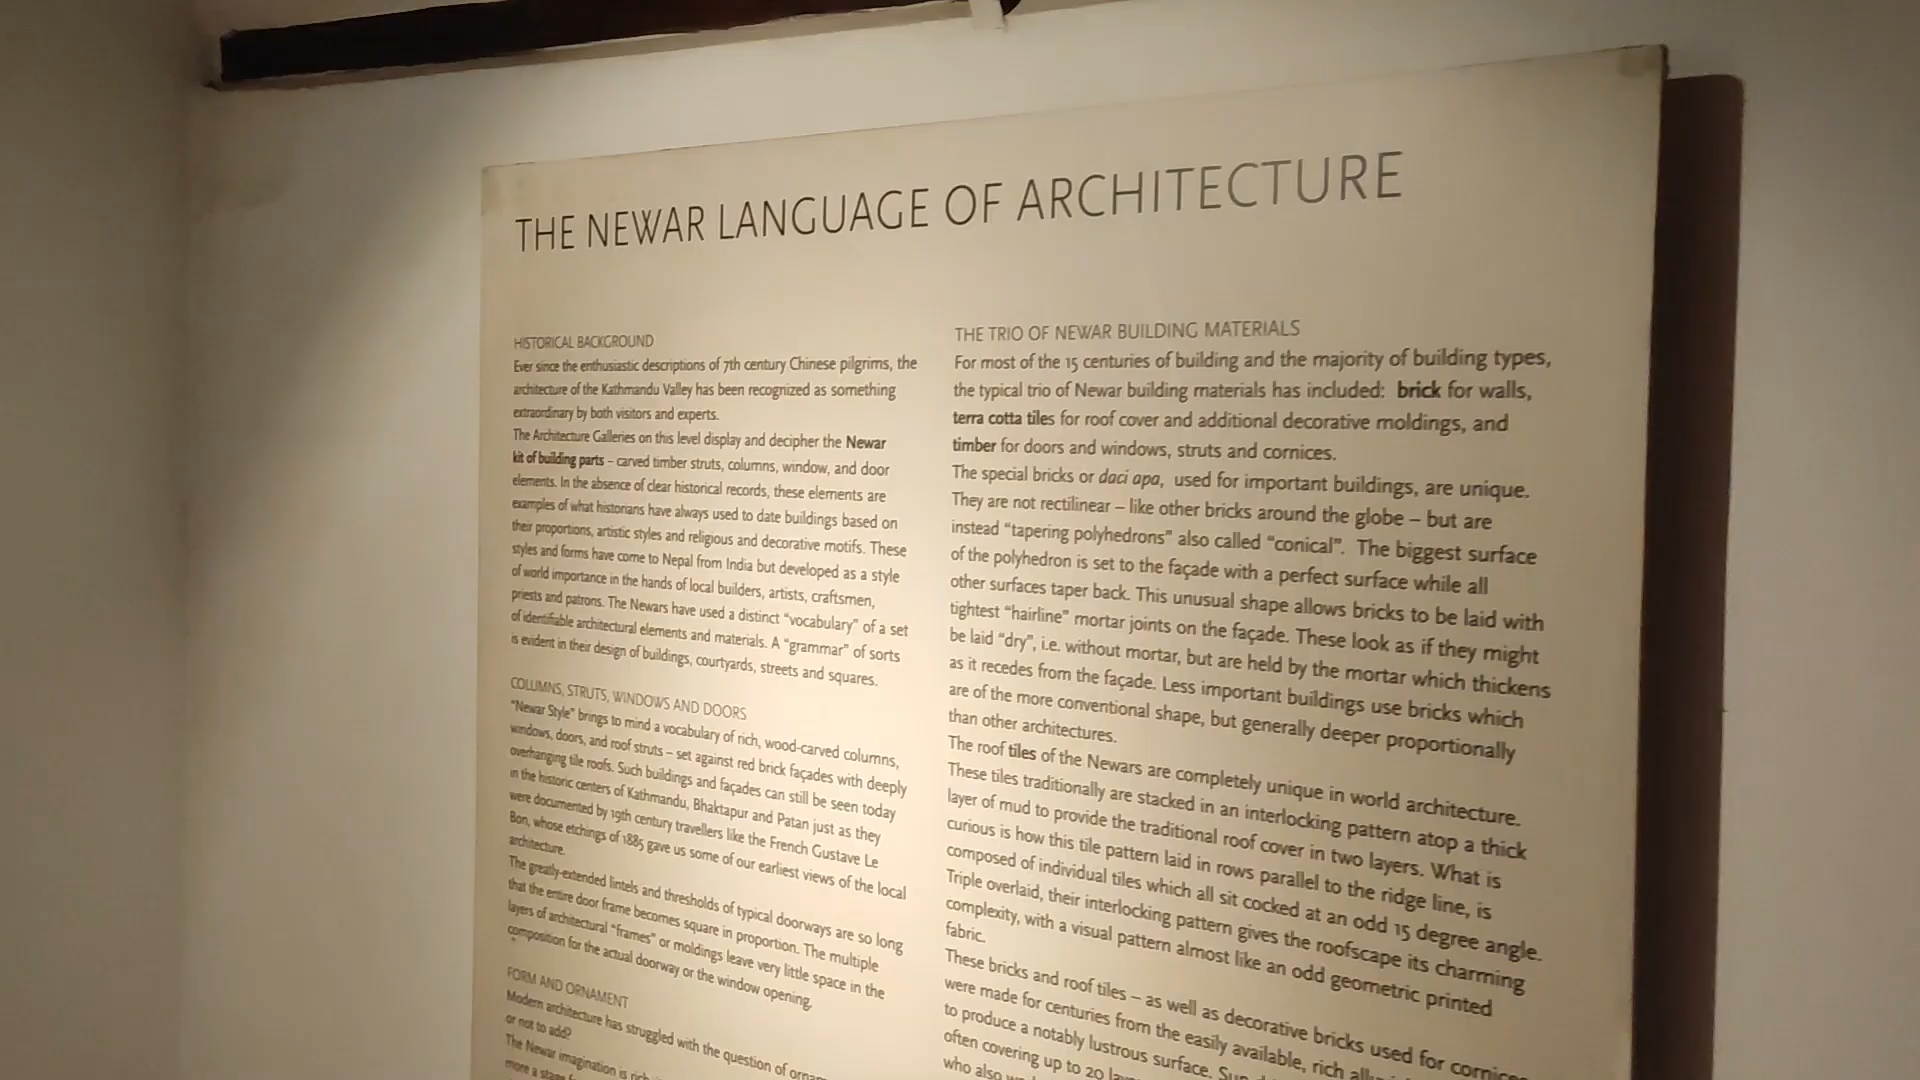 THE NEWAR LANGUAGE OF ARCHITECTURE
HISTORICAL BACKGROUND
Ever since the enthusiastic descriptions of 7th century Chinese pilgrims, the
architecture of the Kathmandu Valley has been recognized as something
extraordinary by both visitors and experts.
The Architecture Galleries on this level display and decipher the Newar
kit of building parts – carved timber struts, columns, window, and door
elements. In the absence of clear historical records, these elements are
examples of what historians have always used to date buildings based on
their proportions, artistic styles and religious and decorative motifs. These
styles and forms have come to Nepal from India but developed as a style
of world importance in the hands of local builders, artists, craftsmen,
priests and patrons. The Newars have used a distinct "vocabulary" of a set
of identifiable architectural elements and materials. A "grammar" of sorts
is evident in their design of buildings, courtyards, streets and squares.
COLUMNS, STRUTS, WINDOWS AND DOORS
"Newar Style" brings to mind a vocabulary of rich, wood-carved columns,
windows, doors, and roof struts – set against red brick façades with deeply
overhanging tile roofs. Such buildings and façades can still be seen today
in the historic centers of Kathmandu, Bhaktapur and Patan just as they
were documented by 19th century travellers like the French Gustave Le
Bon, whose etchings of 1885 gave us some of our earliest views of the local
architecture.
The greatly-extended lintels and thresholds of typical doorways are so long
that the entire door frame becomes square in proportion. The multiple
layers of architectural "frames" or moldings leave very little space in the
composition for the actual doorway or the window opening.
FORM AND ORNAMENT
Modern architecture has struggled with the question of
or not to add?
The Newar imagination is
more a
THE TRIO OF NEWAR BUILDING MATERIALS
For most of the 15 centuries of building and the majority of building types,
the typical trio of Newar building materials has included: brick for walls,
terra cotta tiles for roof cover and additional decorative moldings, and
timber for doors and windows, struts and cornices.
The special bricks or daci apa, used for important buildings, are unique.
They are not rectilinear – like other bricks around the globe – but are
instead "tapering polyhedrons" also called "conical". The biggest surface
of the polyhedron is set to the façade with a perfect surface while all
other surfaces taper back. This unusual shape allows bricks to be laid with
tightest "hairline" mortar joints on the façade. These look as if they might
be laid "dry", i.e. without mortar, but are held by the mortar which thickens
as it recedes from the façade. Less important buildings use bricks which
are of the more conventional shape, but generally deeper proportionally
than other architectures.
The roof tiles of the Newars are completely unique in world architecture.
These tiles traditionally are stacked in an interlocking pattern atop a thick
layer of mud to provide the traditional roof cover in two layers. What is
curious is how this tile pattern laid in rows parallel to the ridge line, is
composed of individual tiles which all sit cocked at an odd 15 degree angle.
Triple overlaid, their interlocking pattern gives the roofscape its charming
complexity, with a visual pattern almost like an odd geometric printed
fabric.
These bricks and roof tiles – as well as decorative bricks used for cornices
were made for centuries from the easily available, rich
to produce a notably lustrous surface.
often covering up to 20
who also